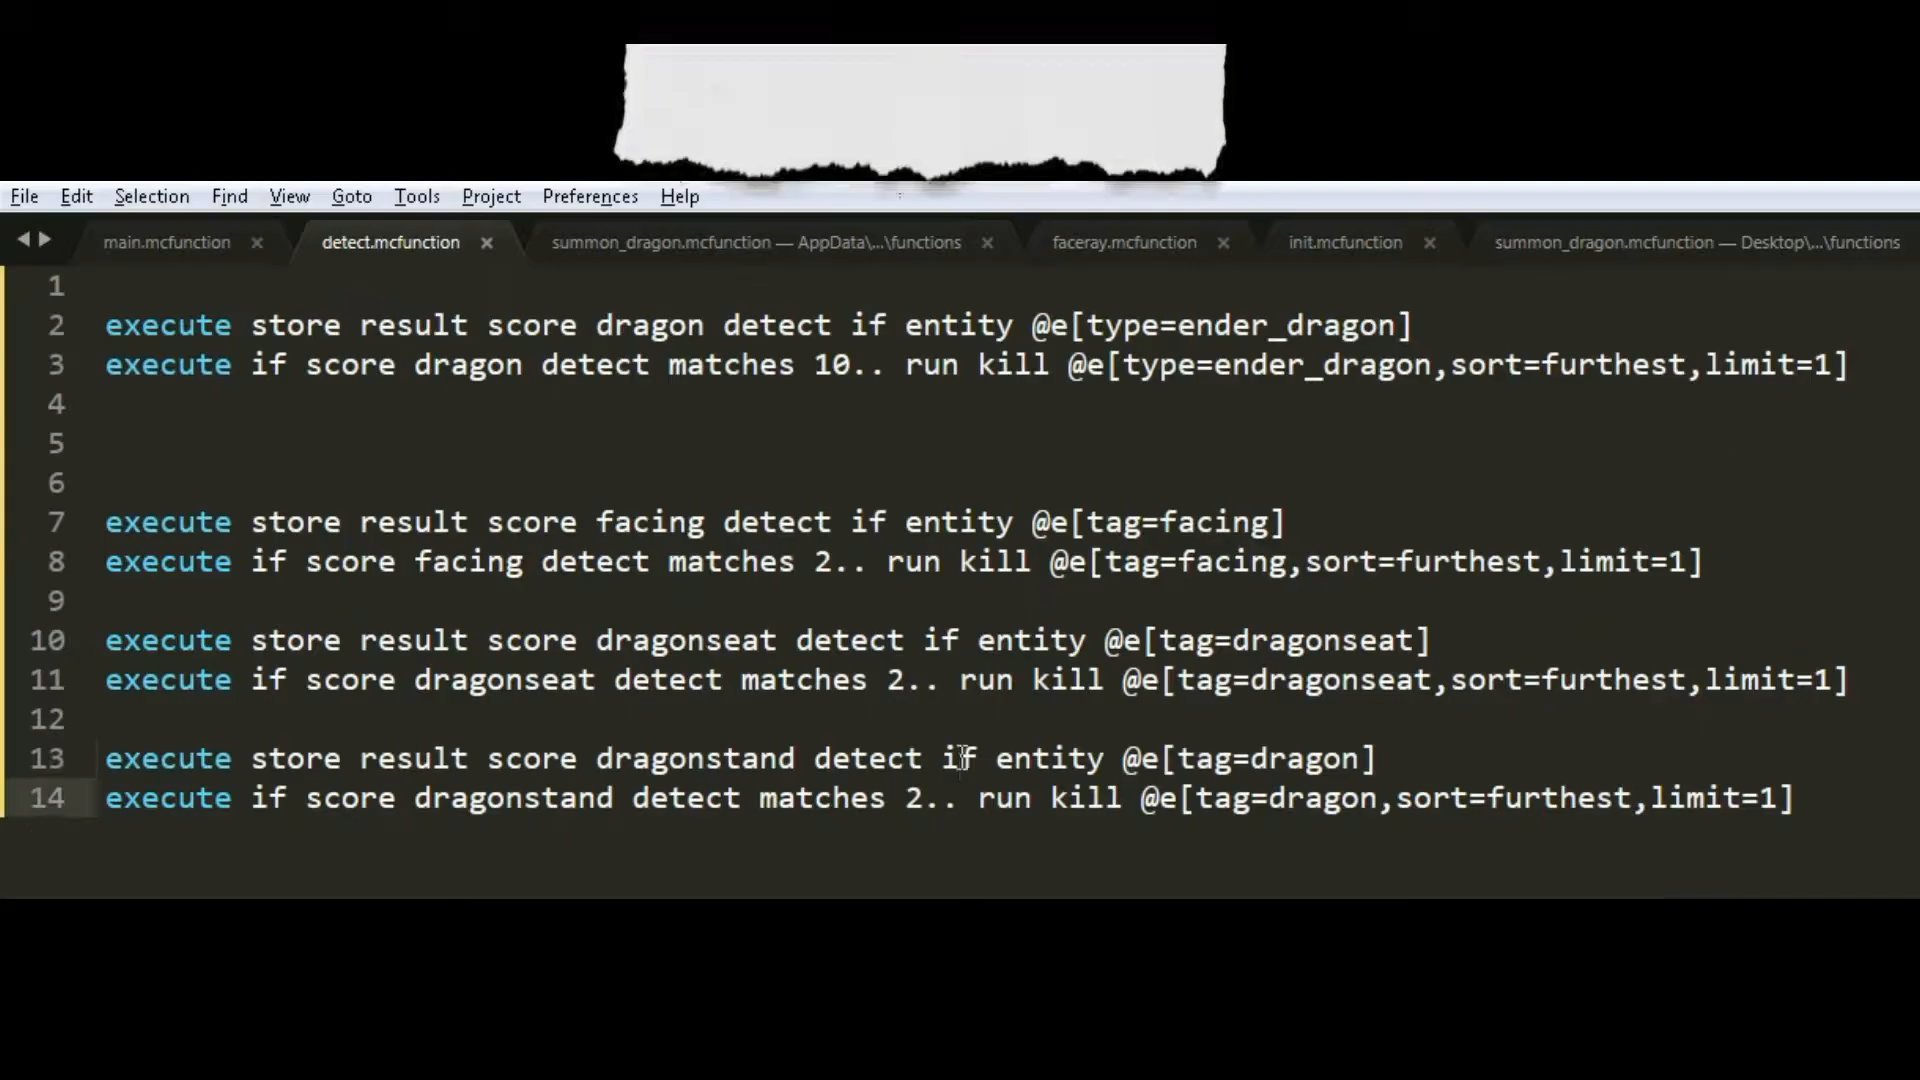 File Edit Selection Find View Goto Tools Project Preferences Help
main.mcfunction × detect.mcfunction × summon_dragon.mcfunction — AppData\...\functions × faceray.mcfunction × init.mcfunction × summon_dragon.mcfunction — Desktop\...\functions
1
2 execute store result score dragon detect if entity @e[type=ender_dragon]
3 execute if score dragon detect matches 10.. run kill @e[type=ender_dragon,sort=furthest,limit=1]
4
5
6
7 execute store result score facing detect if entity @e[tag=facing]
8 execute if score facing detect matches 2.. run kill @e[tag=facing,sort=furthest,limit=1]
9
10 execute store result score dragonseat detect if entity @e[tag=dragonseat]
11 execute if score dragonseat detect matches 2.. run kill @e[tag=dragonseat,sort=furthest,limit=1]
12
13 execute store result score dragonstand detect if entity @e[tag=dragon]
14 execute if score dragonstand detect matches 2.. run kill @e[tag=dragon,sort=furthest,limit=1]